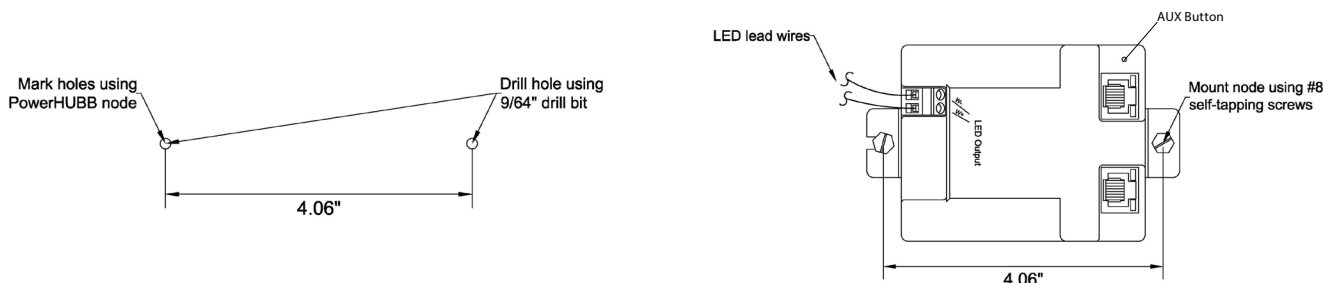 Mark holes using
PowerHUBB node
Drill hole using
9/64" drill bit
4.06"
AUX Button
LED lead wires
W-
W+
LED Output
Mount node using #8
self-tapping screws
4.06"